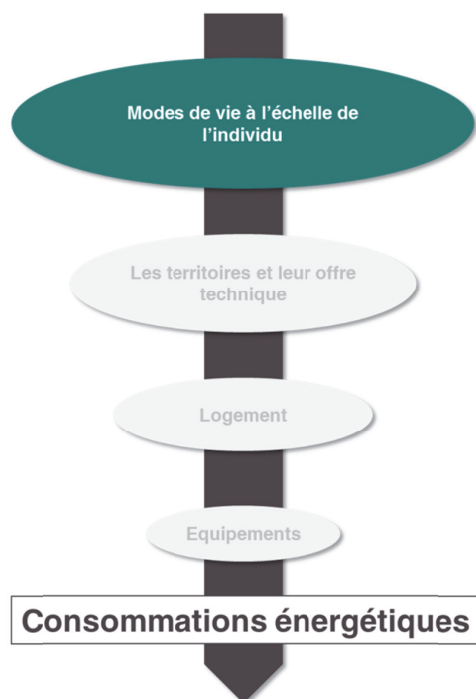 Modes de vie à l'échelle de
l'individu
Les territoires et leur offre
technique
Logement
Equipements
Consommations énergétiques